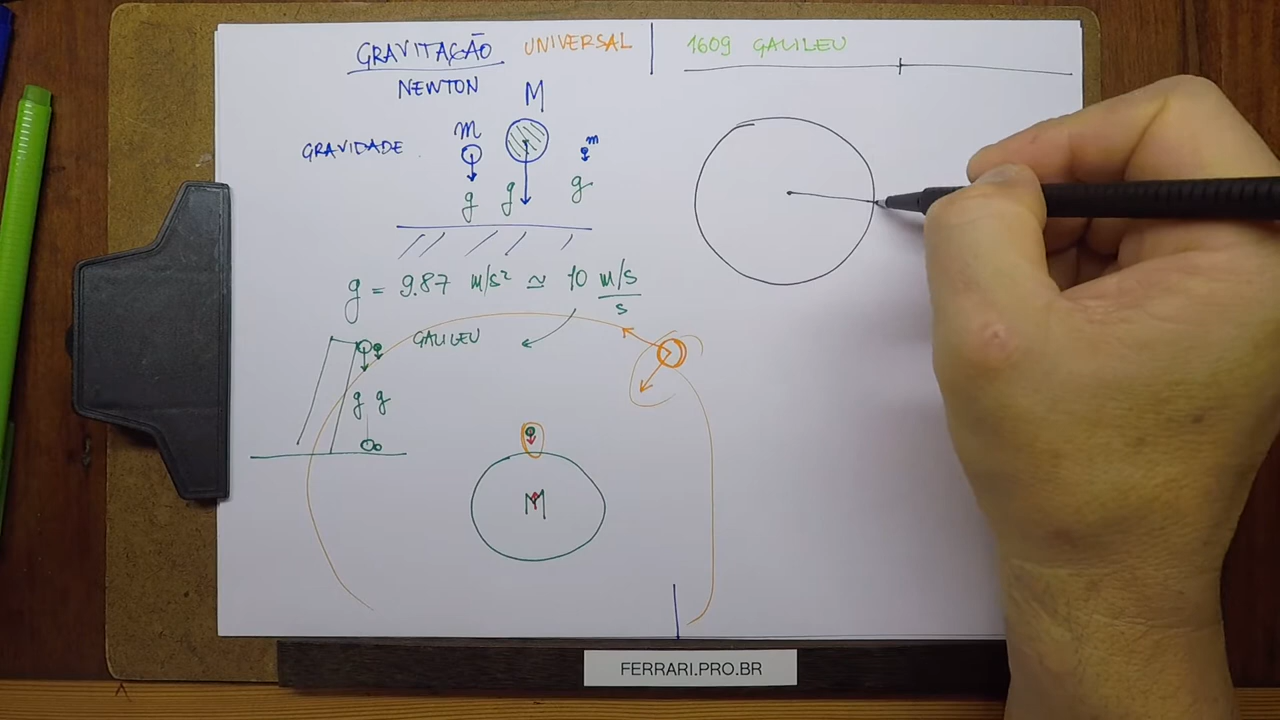 GRAVITAÇÃO UNIVERSAL
NEWTON
GRAVIDADE
m M m
g g g
g = 9.87 m/s² ≃ 10 m/s
s
GALILEU
g g
M
1609 GALILEU
FERRARI.PRO.BR